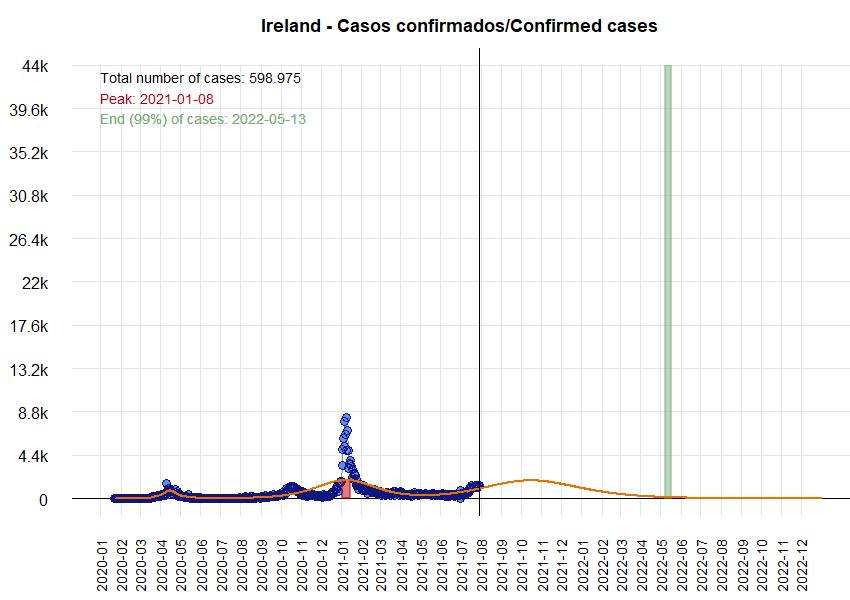 Ireland - Casos confirmados/Confirmed cases
Total number of cases: 598.975
Peak: 2021-01-08
End (99%) of cases: 2022-05-13
44k
39.6k
35.2k
30.8k
26.4k
22k
17.6k
13.2k
8.8k
4.4k
0
2020-01
2020-02
2020-03
2020-04
2020-05
2020-06
2020-07
2020-08
2020-09
2020-10
2020-11
2020-12
2021-01
2021-02
2021-03
2021-04
2021-05
2021-06
2021-07
2021-08
2021-09
2021-10
2021-11
2021-12
2022-01
2022-02
2022-03
2022-04
2022-05
2022-06
2022-07
2022-08
2022-09
2022-10
2022-11
2022-12